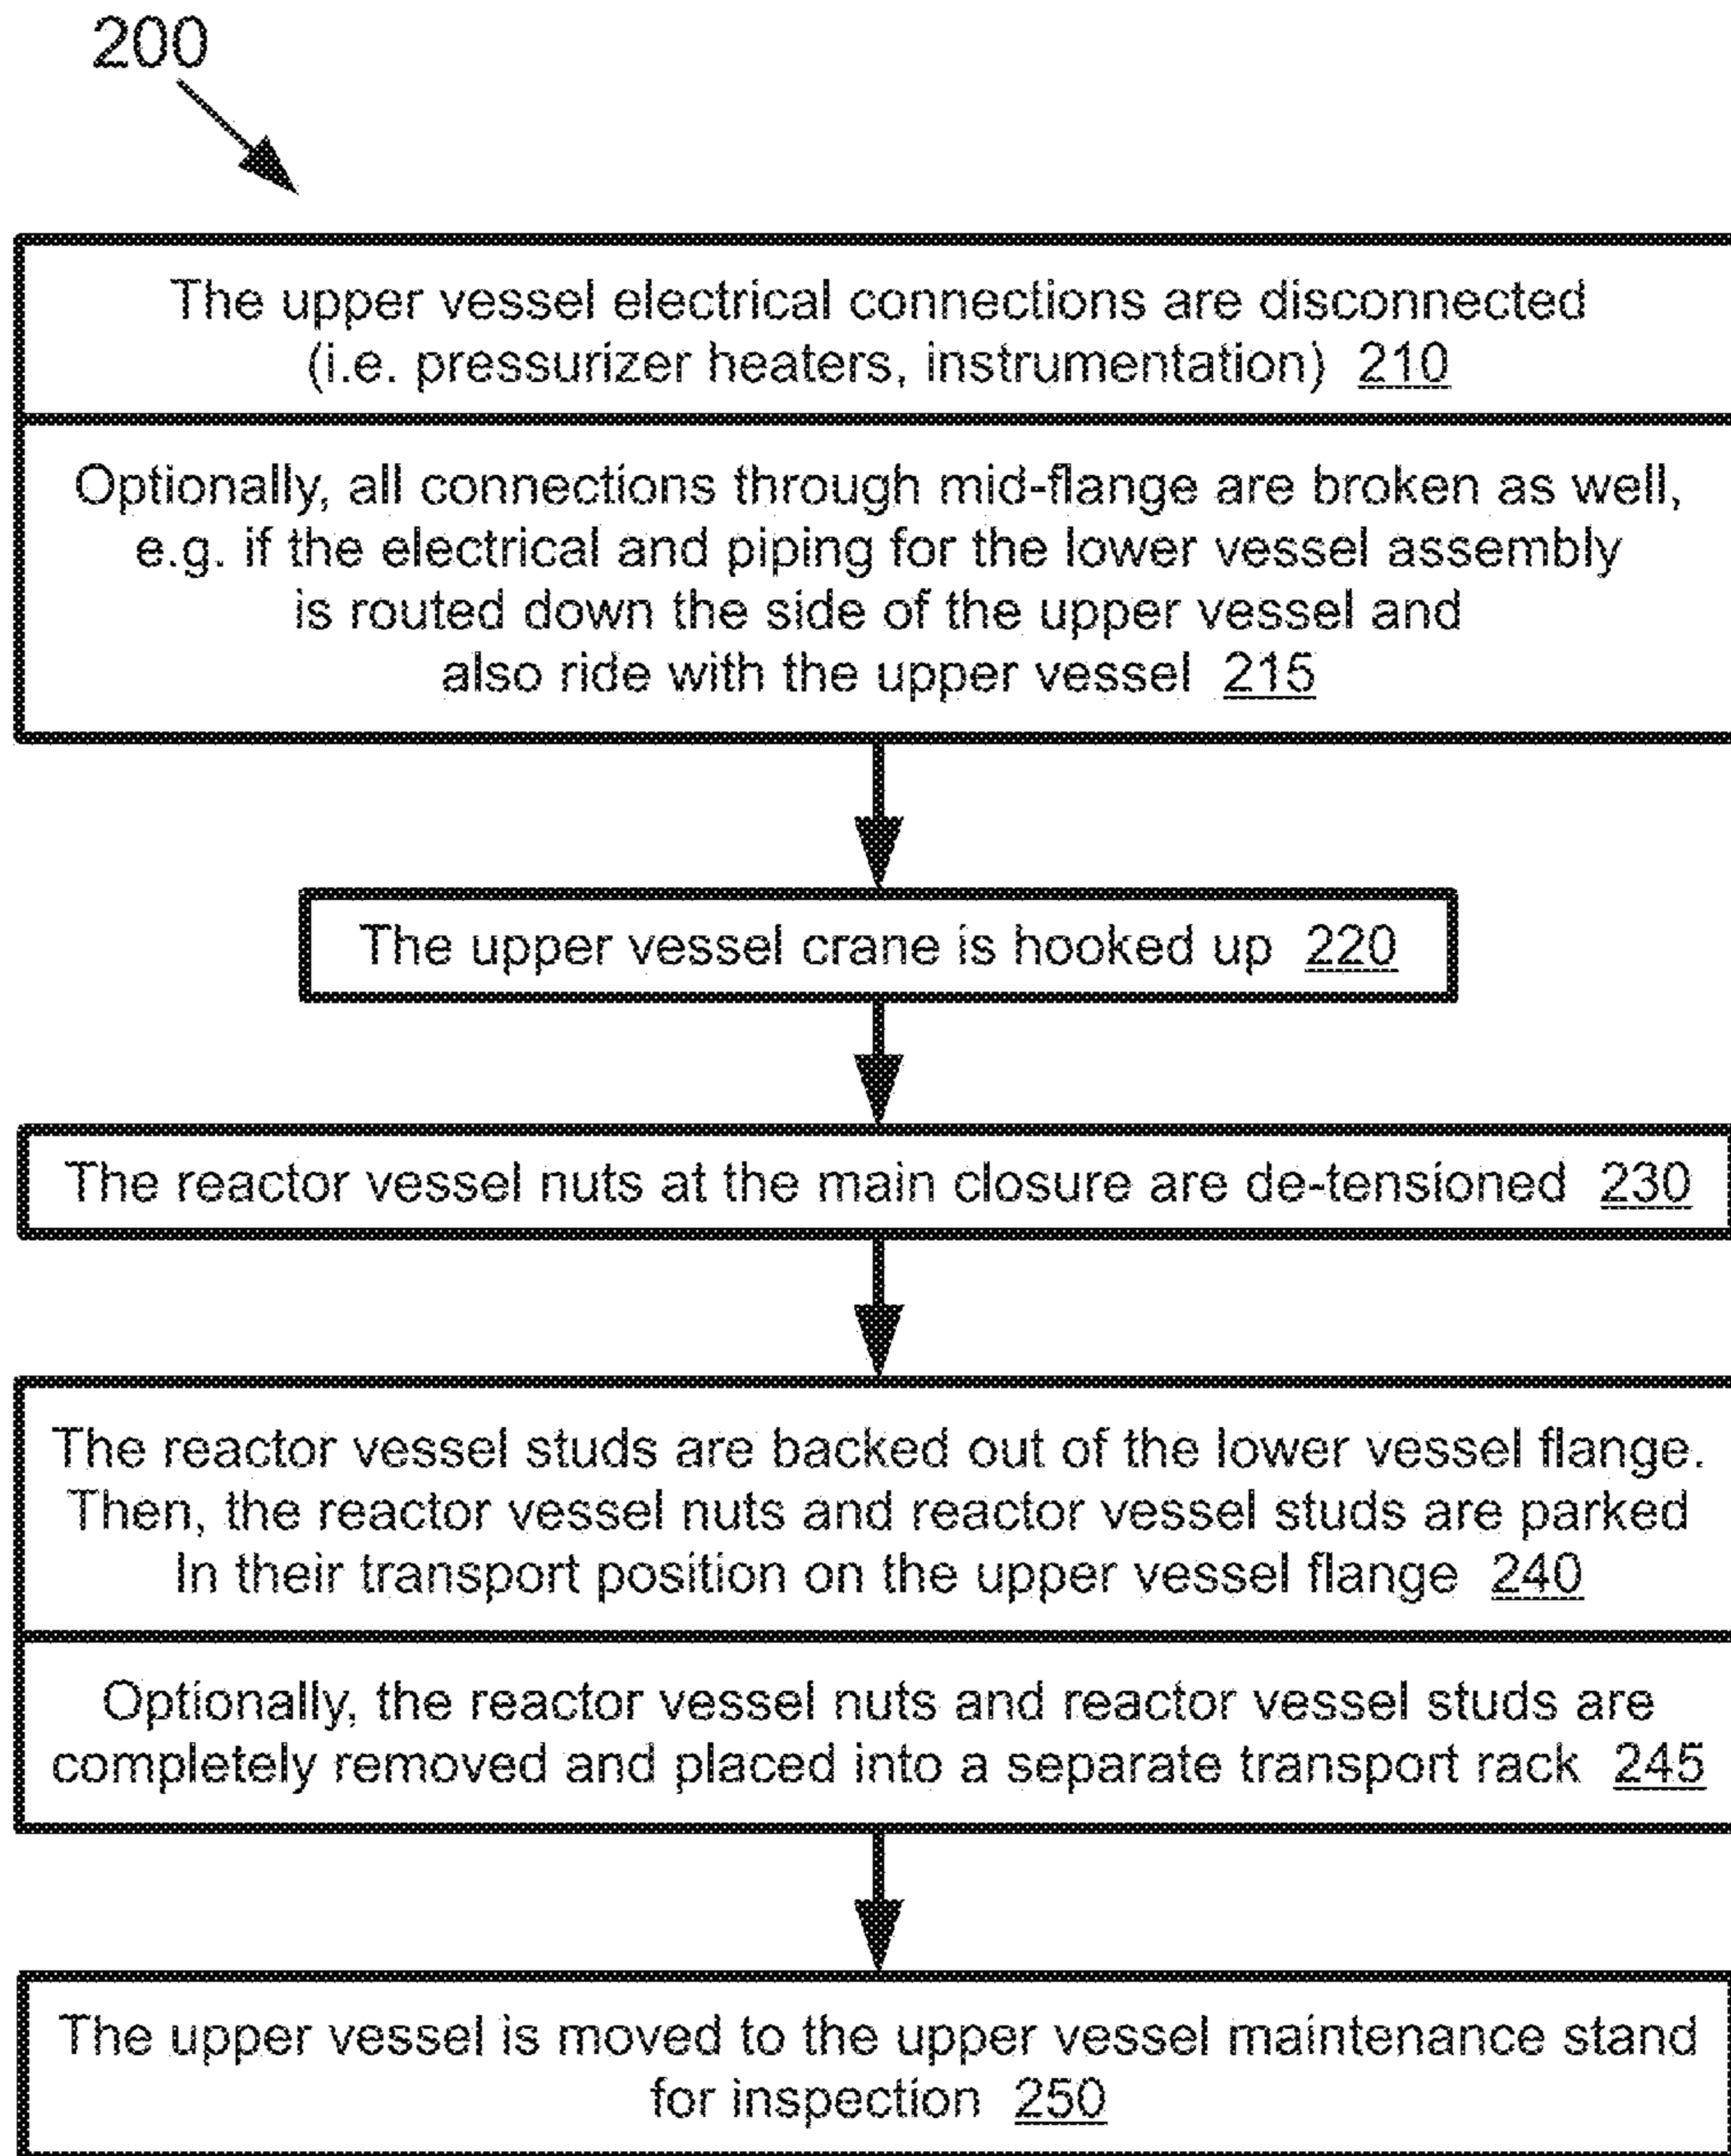 200
The upper vessel electrical connections are disconnected
(i.e. pressurizer heaters, instrumentation) 210
Optionally, all connections through mid-flange are broken as well,
e.g. if the electrical and piping for the lower vessel assembly
is routed down the side of the upper vessel and
also ride with the upper vessel 215
The upper vessel crane is hooked up 220
The reactor vessel nuts at the main closure are de-tensioned 230
The reactor vessel studs are backed out of the lower vessel flange.
Then, the reactor vessel nuts and reactor vessel studs are parked
In their transport position on the upper vessel flange 240
Optionally, the reactor vessel nuts and reactor vessel studs are
completely removed and placed into a separate transport rack 245
The upper vessel is moved to the upper vessel maintenance stand
for inspection 250